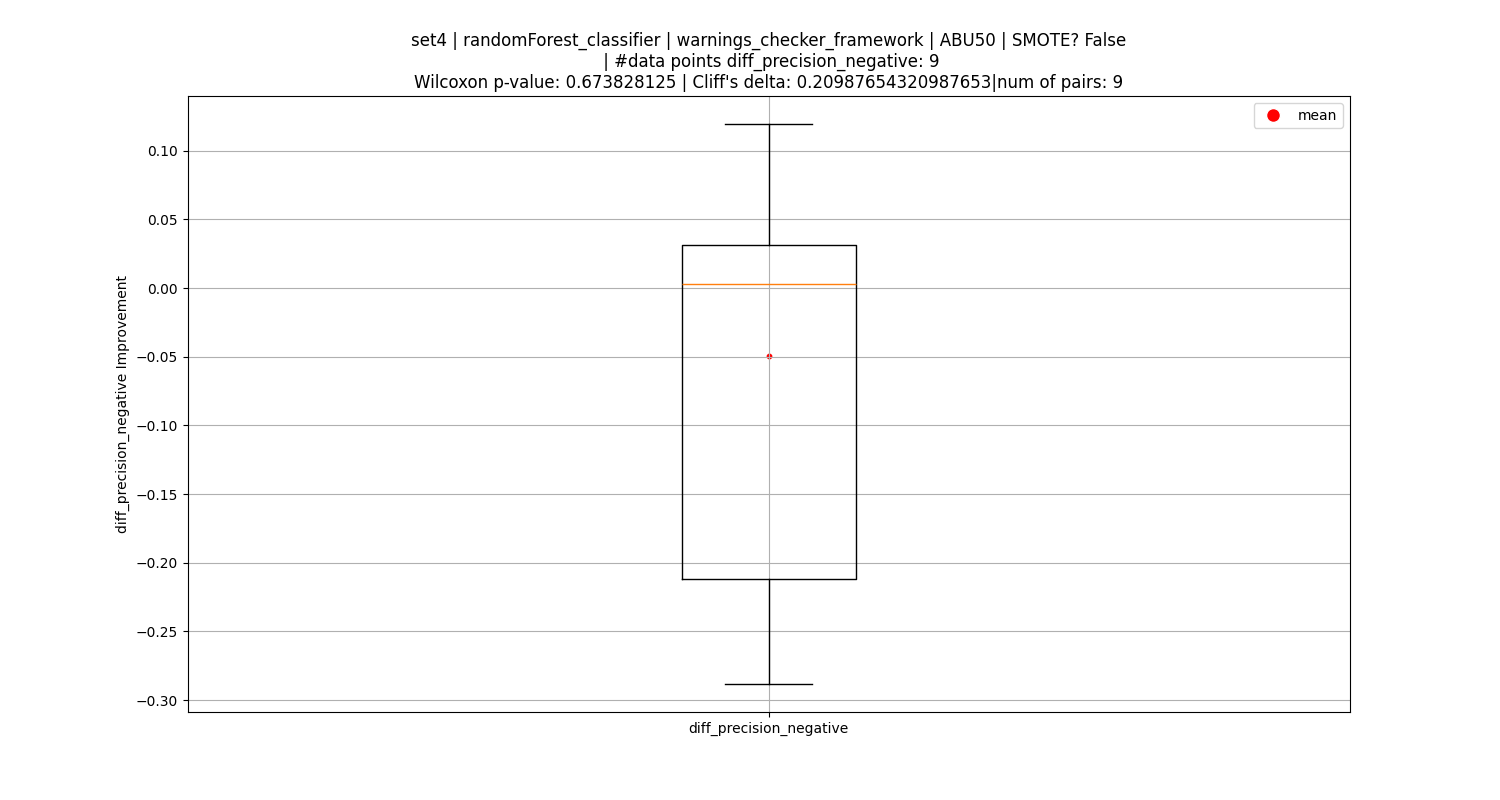 set4 | randomForest_classifier | warnings_checker_framework | ABU50 | SMOTE? False
| #data points diff_precision_negative: 9
Wilcoxon p-value: 0.673828125 | Cliff's delta: 0.20987654320987653|num of pairs: 9
mean
0.10
0.05
0.00
−0.05
−0.10
−0.15
−0.20
−0.25
−0.30
diff_precision_negative Improvement
diff_precision_negative